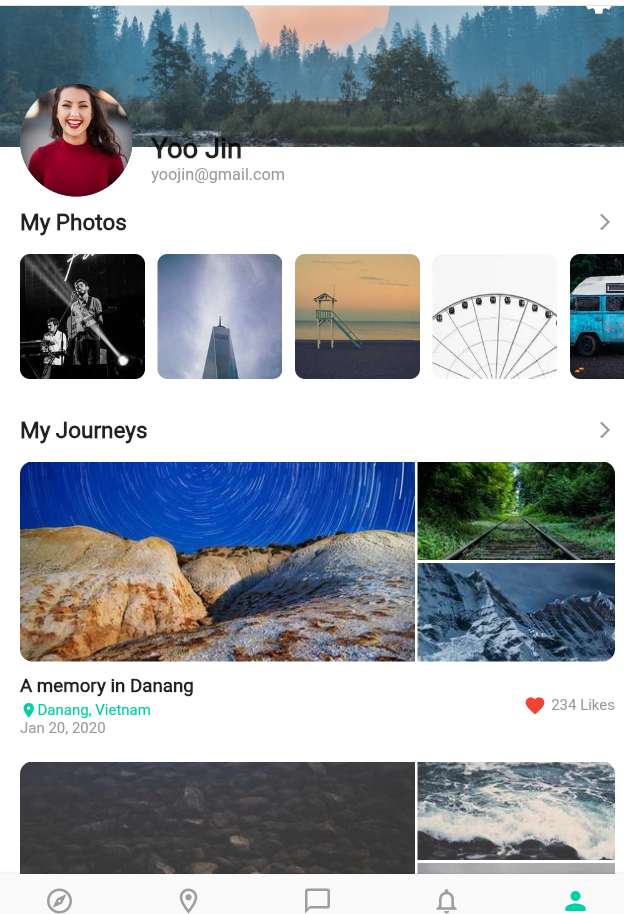 Yoo Jin
yoojin@gmail.com
My Photos
My Journeys
A memory in Danang
Danang, Vietnam
234 Likes
Jan 20, 2020